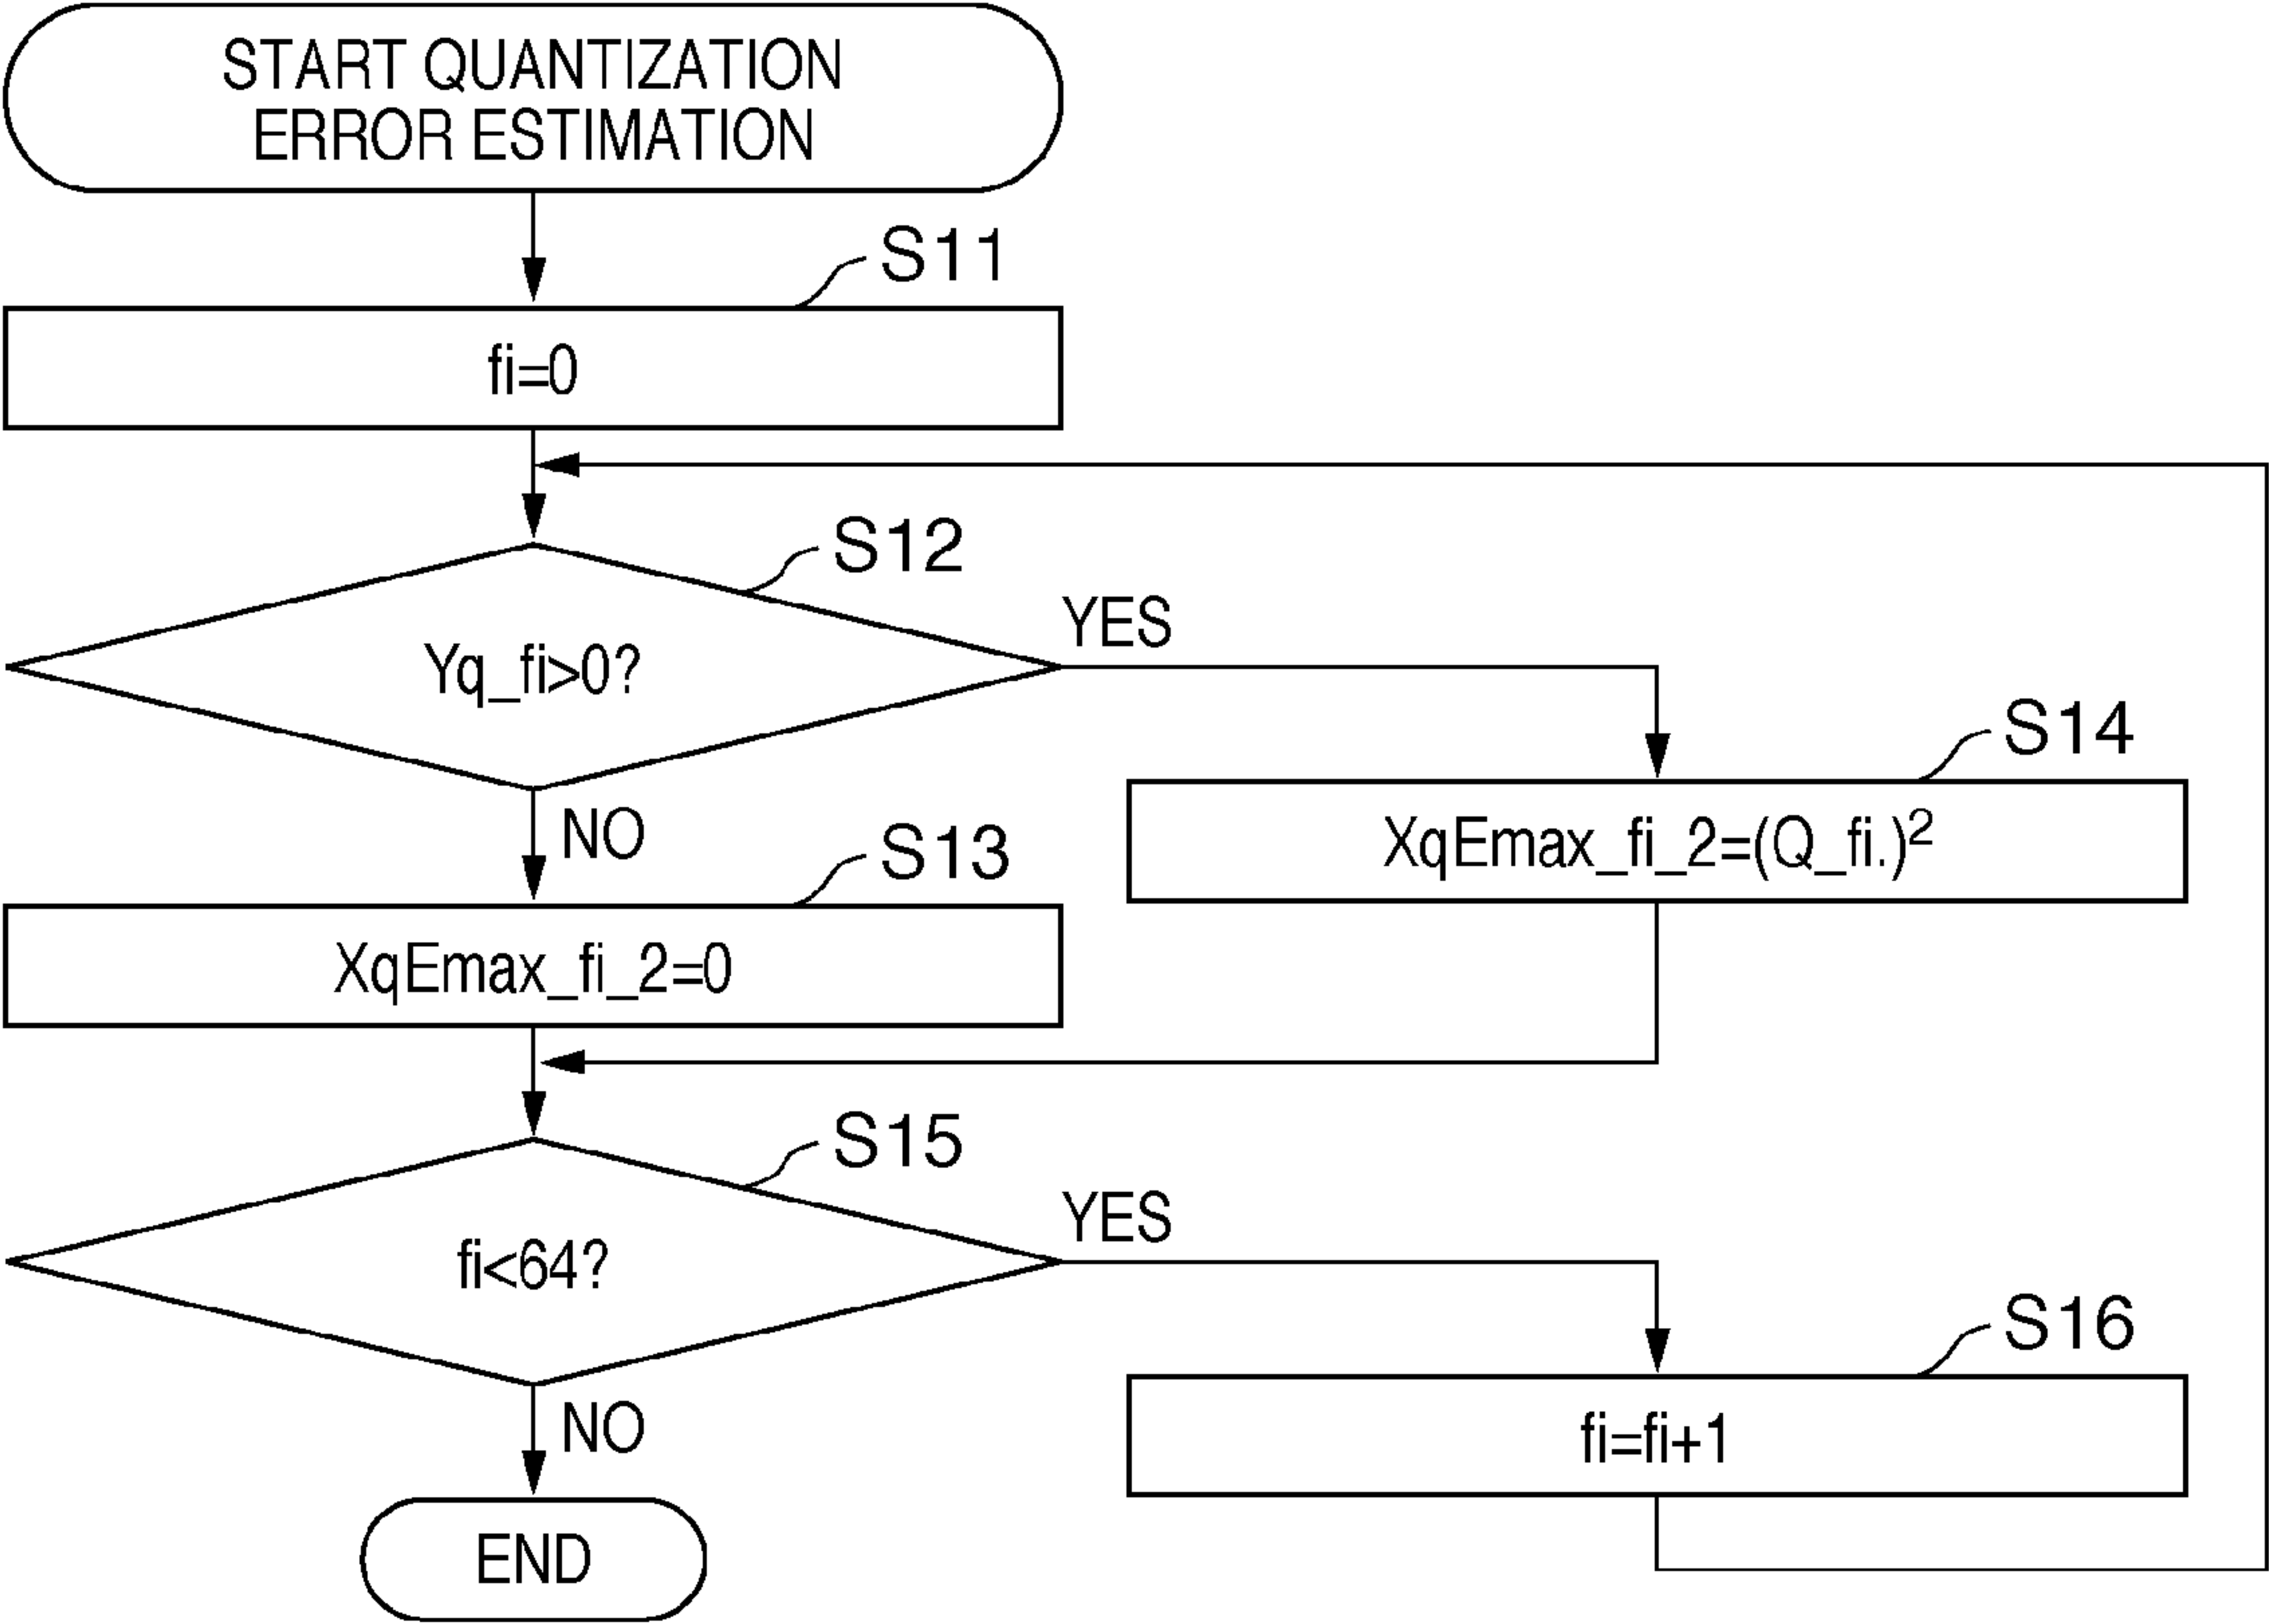 START QUANTIZATION
ERROR ESTIMATION
S11
fi=0
S12
Yq_fi>0?
YES
NO
S14
XqEmax_fi_2=(Q_fi.)²
S13
XqEmax_fi_2=0
S15
fi<64?
YES
NO
S16
fi=fi+1
END